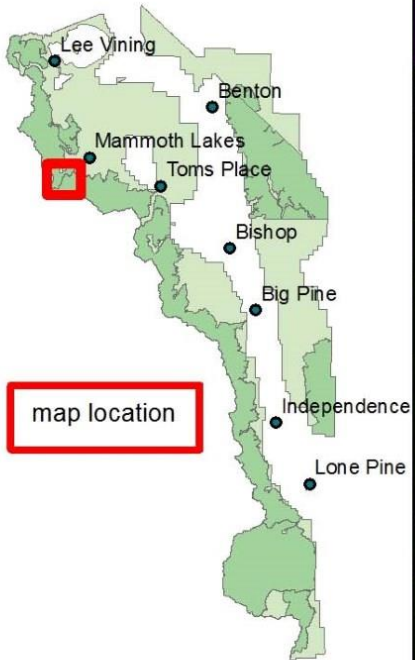 Lee Vining
Benton
Mammoth Lakes
Toms Place
Bishop
Big Pine
map location
Independence
Lone Pine